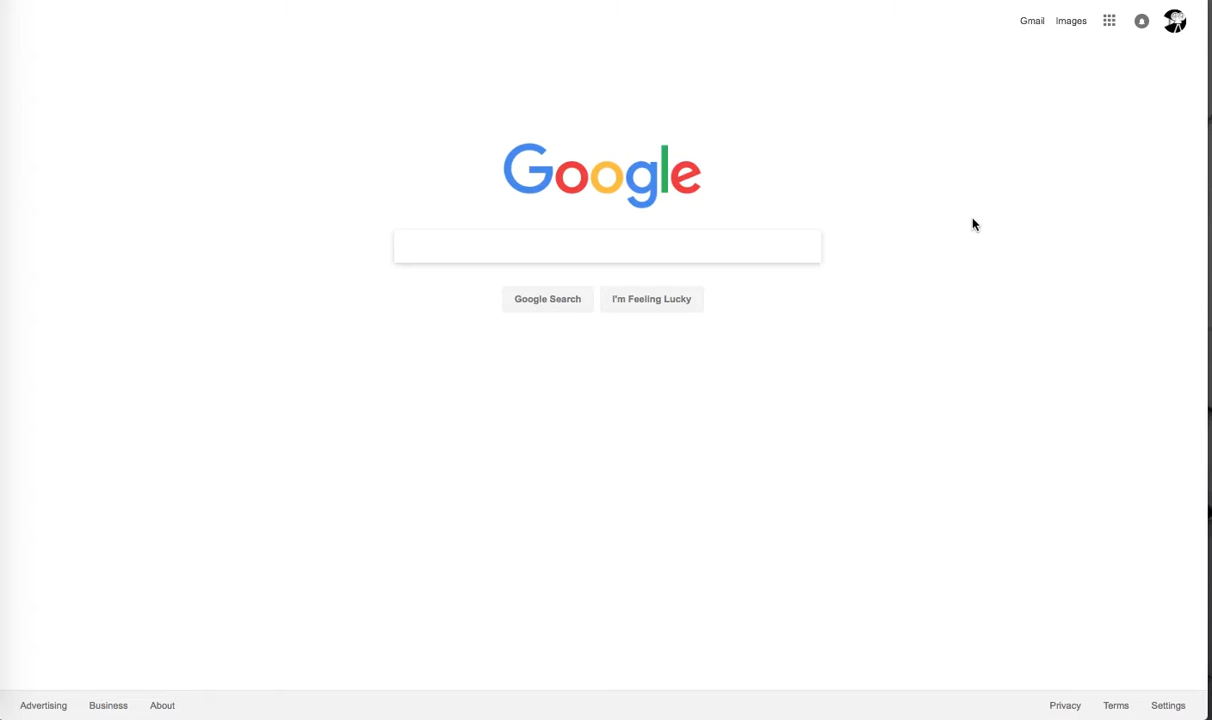 Gmail Images
Google
Google Search I'm Feeling Lucky
Advertising Business About Privacy Terms Settings